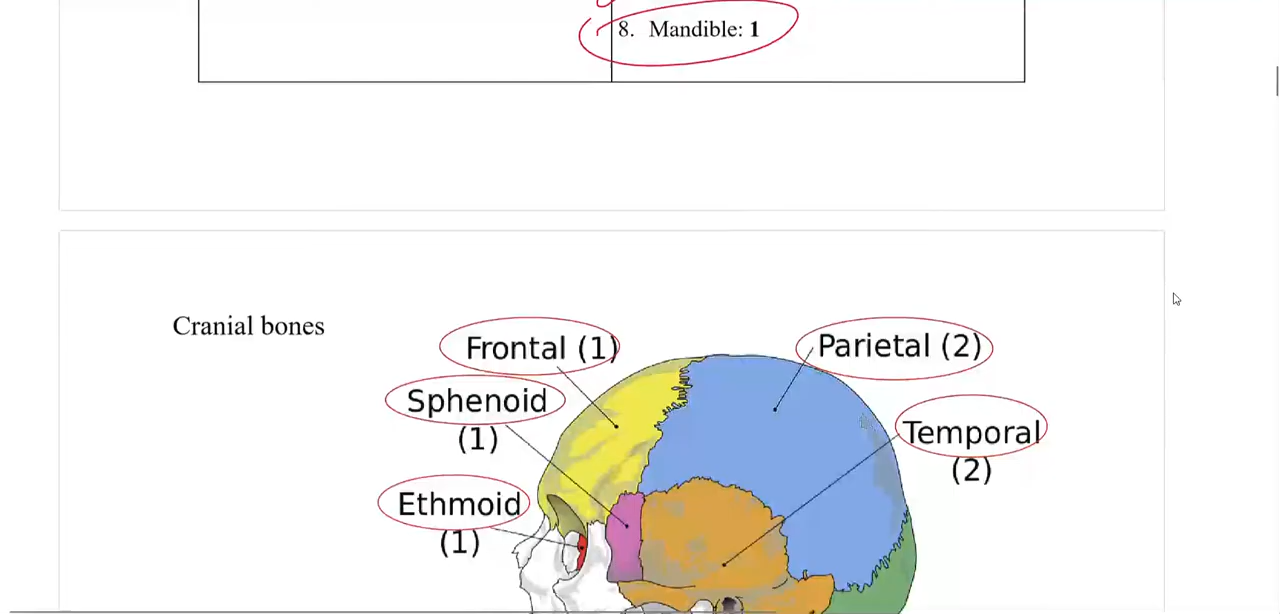 8. Mandible: 1
Cranial bones
Frontal (1)
Parietal (2)
Sphenoid
(1)
Temporal
(2)
Ethmoid
(1)